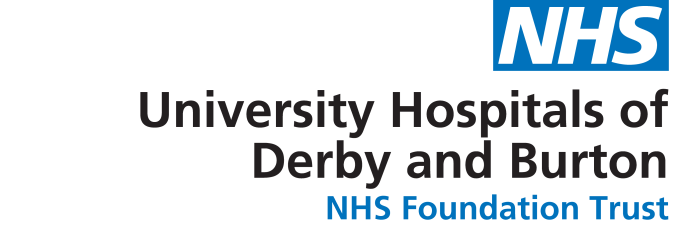 NHS
University Hospitals of
Derby and Burton
NHS Foundation Trust